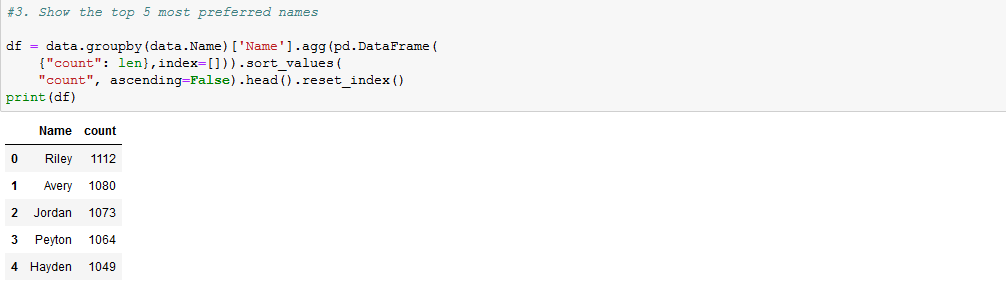 #3. Show the top 5 most preferred names
df = data.groupby(data.Name)['Name'].agg(pd.DataFrame(
    {"count": len},index=[])).sort_values(
    "count", ascending=False).head().reset_index()
print(df)
Name count
0 Riley 1112
1 Avery 1080
2 Jordan 1073
3 Peyton 1064
4 Hayden 1049